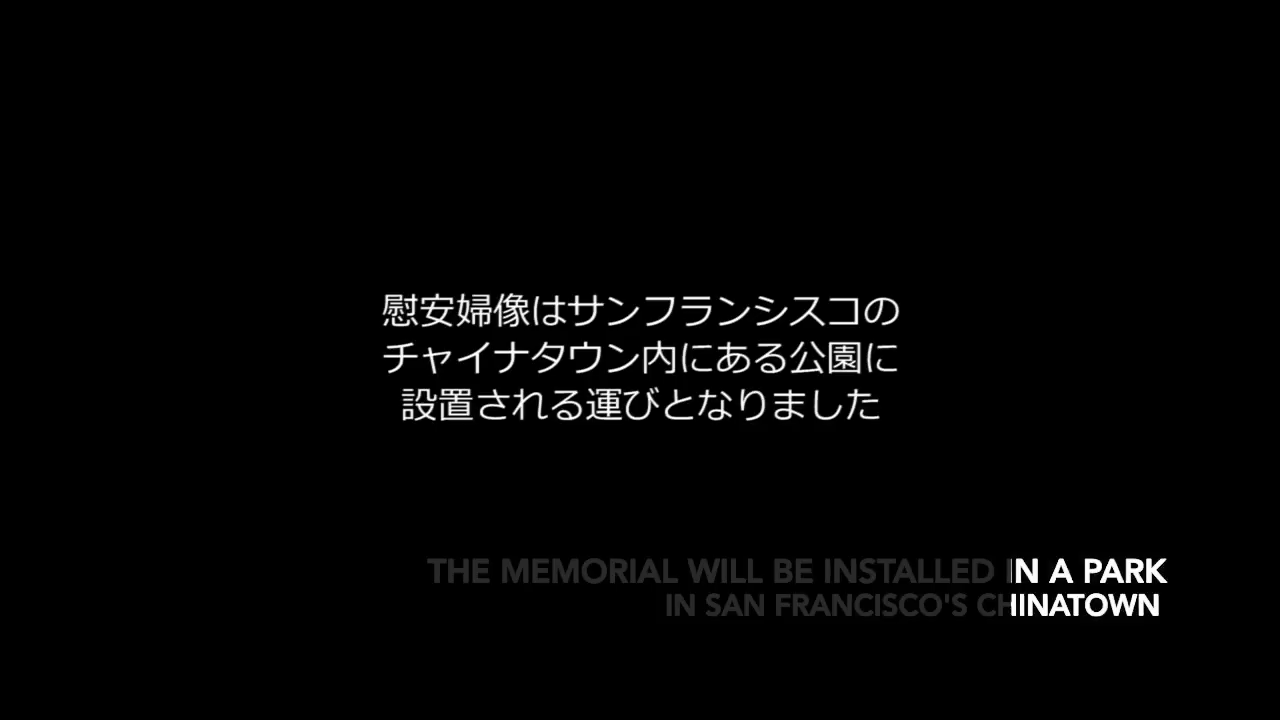 慰安婦像はサンフランシスコの
チャイナタウン内にある公園に
設置される運びとなりました
THE MEMORIAL WILL BE INSTALLED IN A PARK
IN SAN FRANCISCO'S CHINATOWN